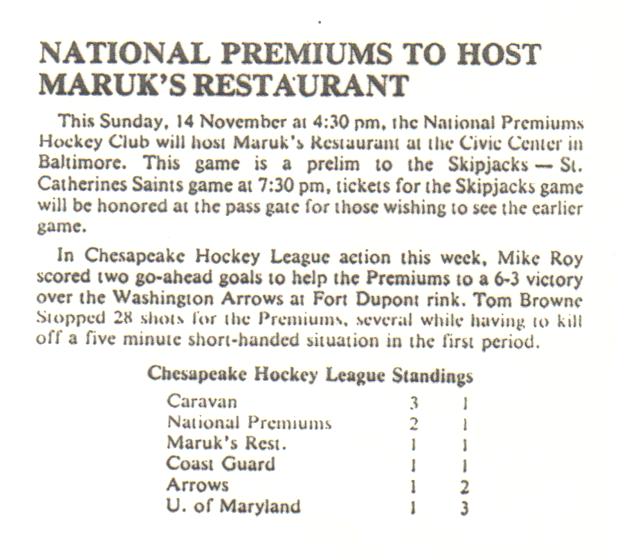 NATIONAL PREMIUMS TO HOST
MARUK'S RESTAURANT
This Sunday, 14 November at 4:30 pm, the National Premiums
Hockey Club will host Maruk's Restaurant at the Civic Center in
Baltimore. This game is a prelim to the Skipjacks — St.
Catherines Saints game at 7:30 pm, tickets for the Skipjacks game
will be honored at the pass gate for those wishing to see the earlier
game.
In Chesapeake Hockey League action this week, Mike Roy
scored two go-ahead goals to help the Premiums to a 6-3 victory
over the Washington Arrows at Fort Dupont rink. Tom Browne
Stopped 28 shots for the Premiums, several while having to kill
off a five minute short-handed situation in the first period.
Chesapeake Hockey League Standings
Caravan 3 1
National Premiums 2 1
Maruk's Rest. 1 1
Coast Guard 1 1
Arrows 1 2
U. of Maryland 1 3